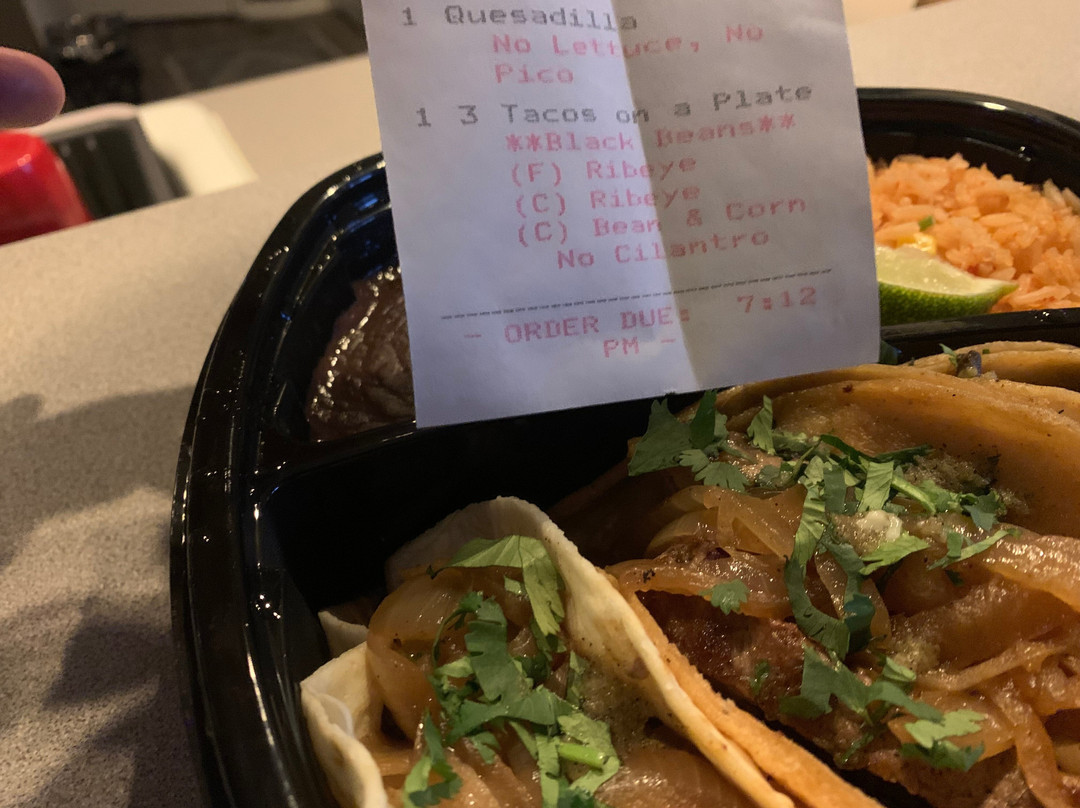 1 Quesadilla
No Lettuce, No
Pico
1 3 Tacos on a Plate
**Black Beans**
(F) Ribeye
(C) Ribeye
(C) Bean & Corn
No Cilantro
- ORDER DUE: 7:12
PM -